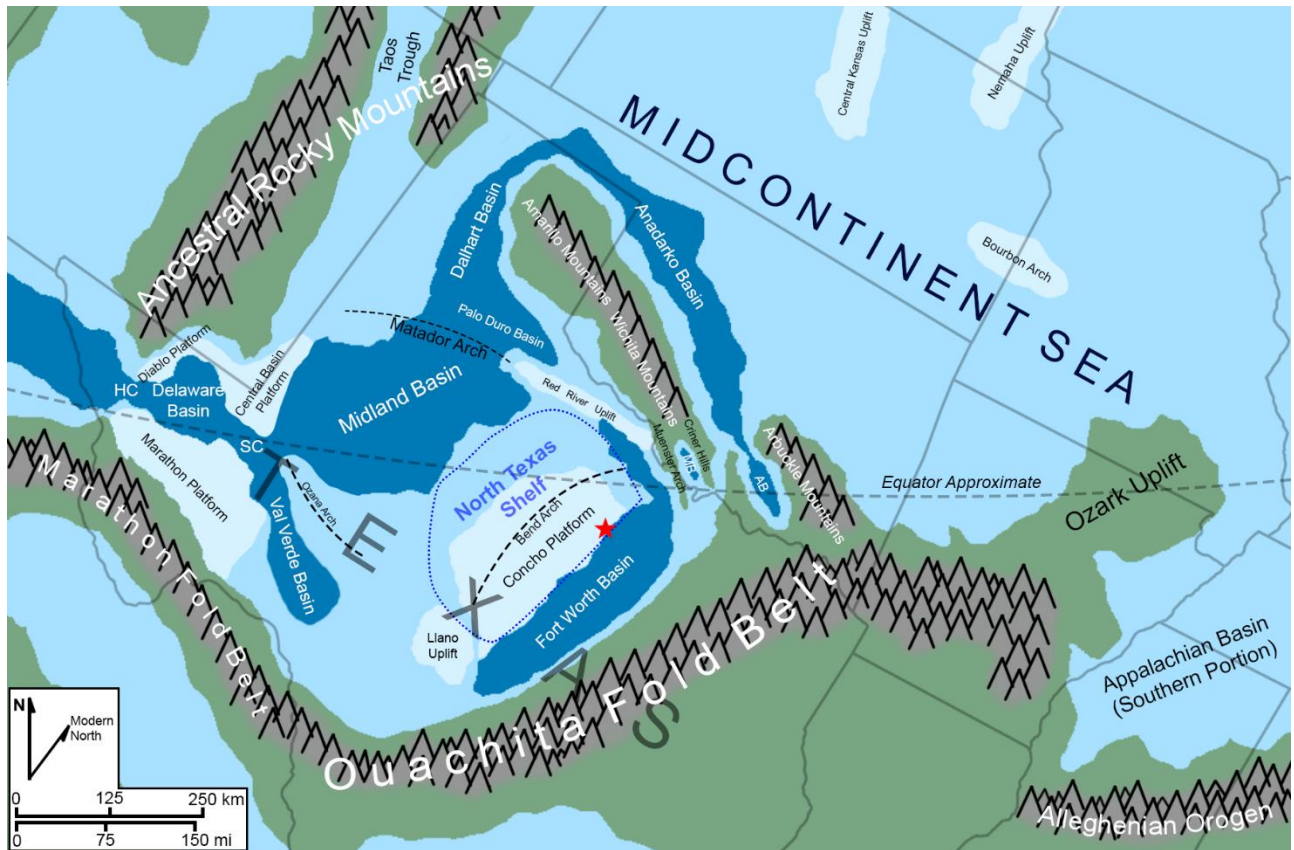 Taos
Trough
Central Kansas Uplift
Nemaha Uplift
Ancestral Rocky Mountains
MIDCONTINENT SEA
Dalhart Basin
Amarillo Mountains
Anadarko Basin
Bourbon Arch
Palo Duro Basin
Wichita Mountains
Matador Arch
Diablo Platform
Central Basin
Platform
HC
Delaware
Basin
Midland Basin
Red River Uplift
SC
Marathon Platform
Ozona Arch
North Texas
Shelf
Bend Arch
Concho Platform
Muenster Arch
MB
Criner Hills
AB
Arbuckle Mountains
Equator Approximate
Ozark Uplift
Val Verde Basin
Marathon Fold Belt
Llano
Uplift
Fort Worth Basin
TEXAS
Ouachita Fold Belt
Appalachian Basin
(Southern Portion)
Alleghenian Orogen
N
Modern
North
0 125 250 km
0 75 150 mi